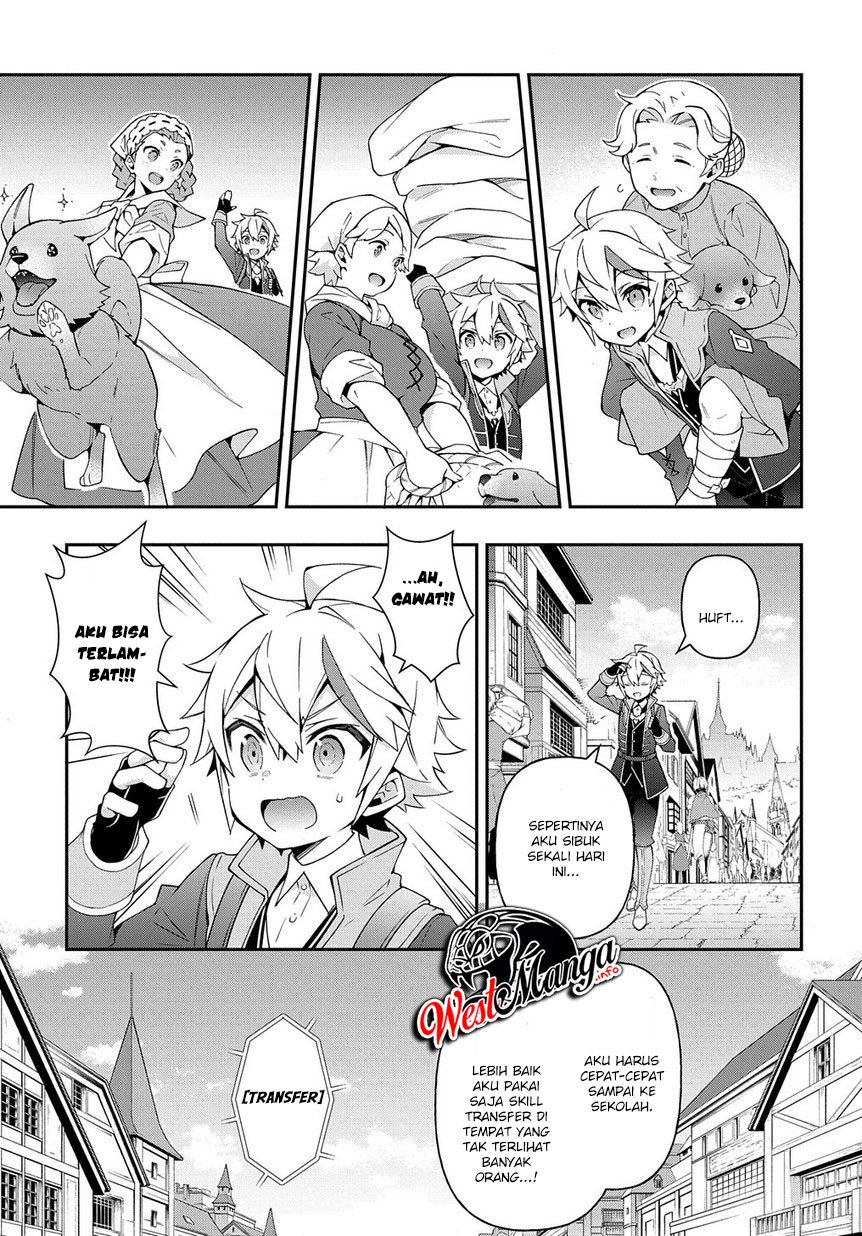 HUFT...
SEPERTINYA
AKU SIBUK
SEKALI HARI
INI...
...AH,
GAWAT!!
AKU BISA
TERLAM-
BAT!!!
WestManga
.info
AKU HARUS
CEPAT-CEPAT
SAMPAI KE
SEKOLAH.
LEBIH BAIK
AKU PAKAI
SAJA SKILL
TRANSFER DI
TEMPAT YANG
TAK TERLIHAT
BANYAK
ORANG...!
[TRANSFER]